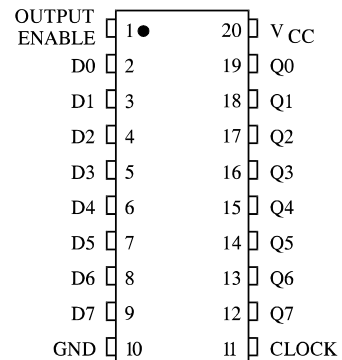 OUTPUT
ENABLE 1 20 VCC
D0 2 19 Q0
D1 3 18 Q1
D2 4 17 Q2
D3 5 16 Q3
D4 6 15 Q4
D5 7 14 Q5
D6 8 13 Q6
D7 9 12 Q7
GND 10 11 CLOCK